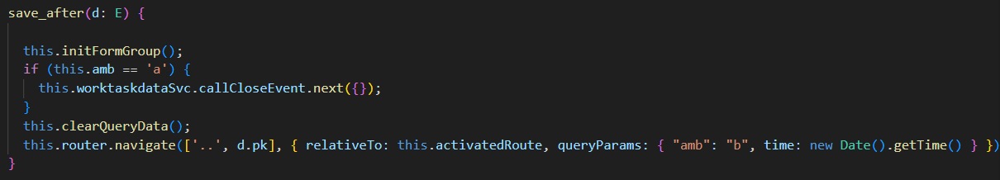 save_after(d: E) {
this.initFormGroup();
if (this.amb == 'a') {
this.worktaskdataSvc.callCloseEvent.next({});
}
this.clearQueryData();
this.router.navigate(['..', d.pk], { relativeTo: this.activatedRoute, queryParams: { "amb": "b", time: new Date().getTime() } })
}